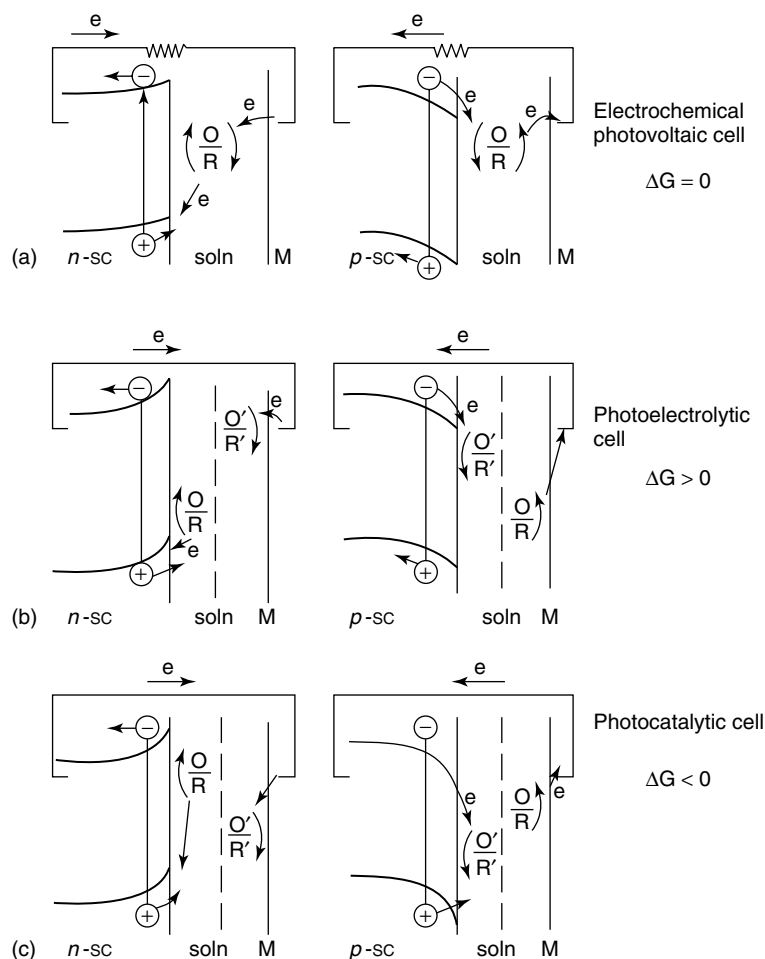 e
e
−
−
e
e
e
O
R
O
R
e
+
+
(a)
n-SC
soln
M
p-SC
soln
M
Electrochemical
photovoltaic cell
ΔG = 0
e
e
−
−
e
e
O′
R′
O′
R′
O
R
O
R
e
+
+
(b)
n-SC
soln
M
p-SC
soln
M
Photoelectrolytic
cell
ΔG > 0
e
e
−
−
O
R
e
O
R
e
O′
R′
O′
R′
+
+
(c)
n-SC
soln
M
p-SC
soln
M
Photocatalytic cell
ΔG < 0